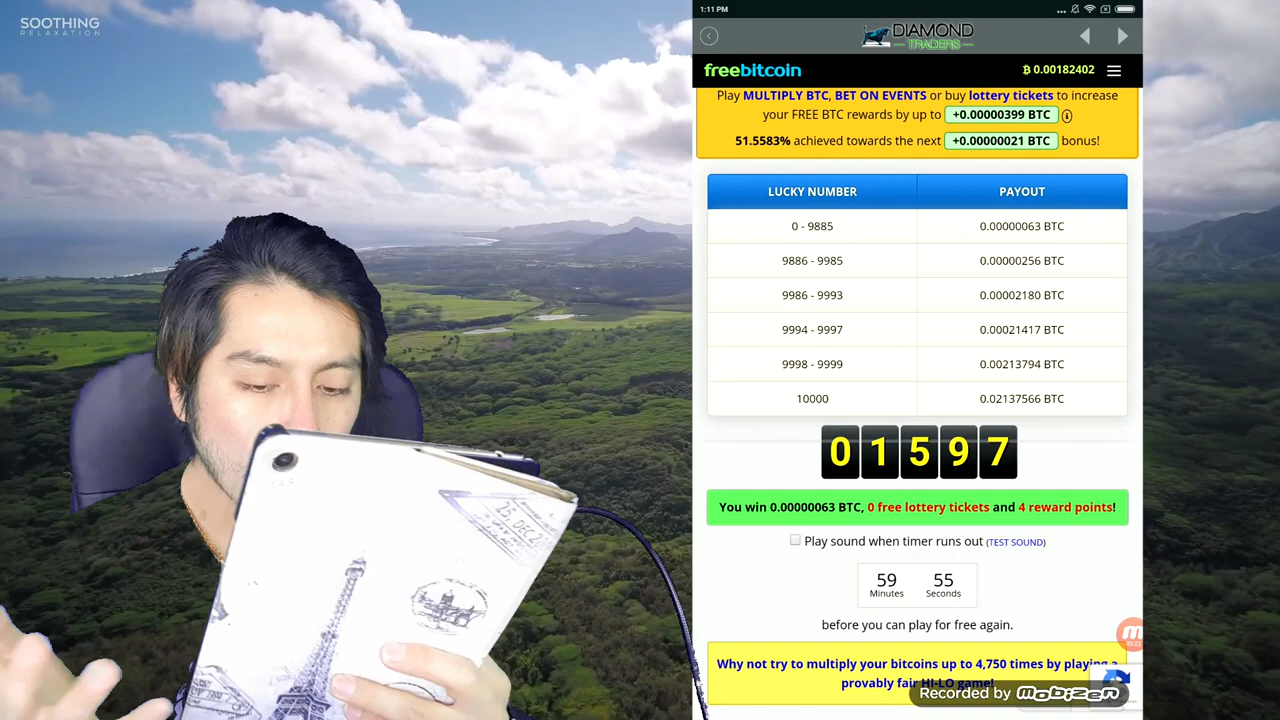 SOOTHING
RELAXATION
1:11 PM
DIAMOND
TRADERS
freebitcoin
₿ 0.00182402
Play MULTIPLY BTC, BET ON EVENTS or buy lottery tickets to increase
your FREE BTC rewards by up to +0.00000399 BTC
51.5583% achieved towards the next +0.00000021 BTC bonus!
LUCKY NUMBER PAYOUT
0 - 9885 0.00000063 BTC
9886 - 9985 0.00000256 BTC
9986 - 9993 0.00002180 BTC
9994 - 9997 0.00021417 BTC
9998 - 9999 0.00213794 BTC
10000 0.02137566 BTC
0 1 5 9 7
You win 0.00000063 BTC, 0 free lottery tickets and 4 reward points!
Play sound when timer runs out (TEST SOUND)
59 55
Minutes Seconds
before you can play for free again.
Why not try to multiply your bitcoins up to 4,750 times by playing a
provably fair HI-LO game!
Recorded by Mobizen
25. DEC 2